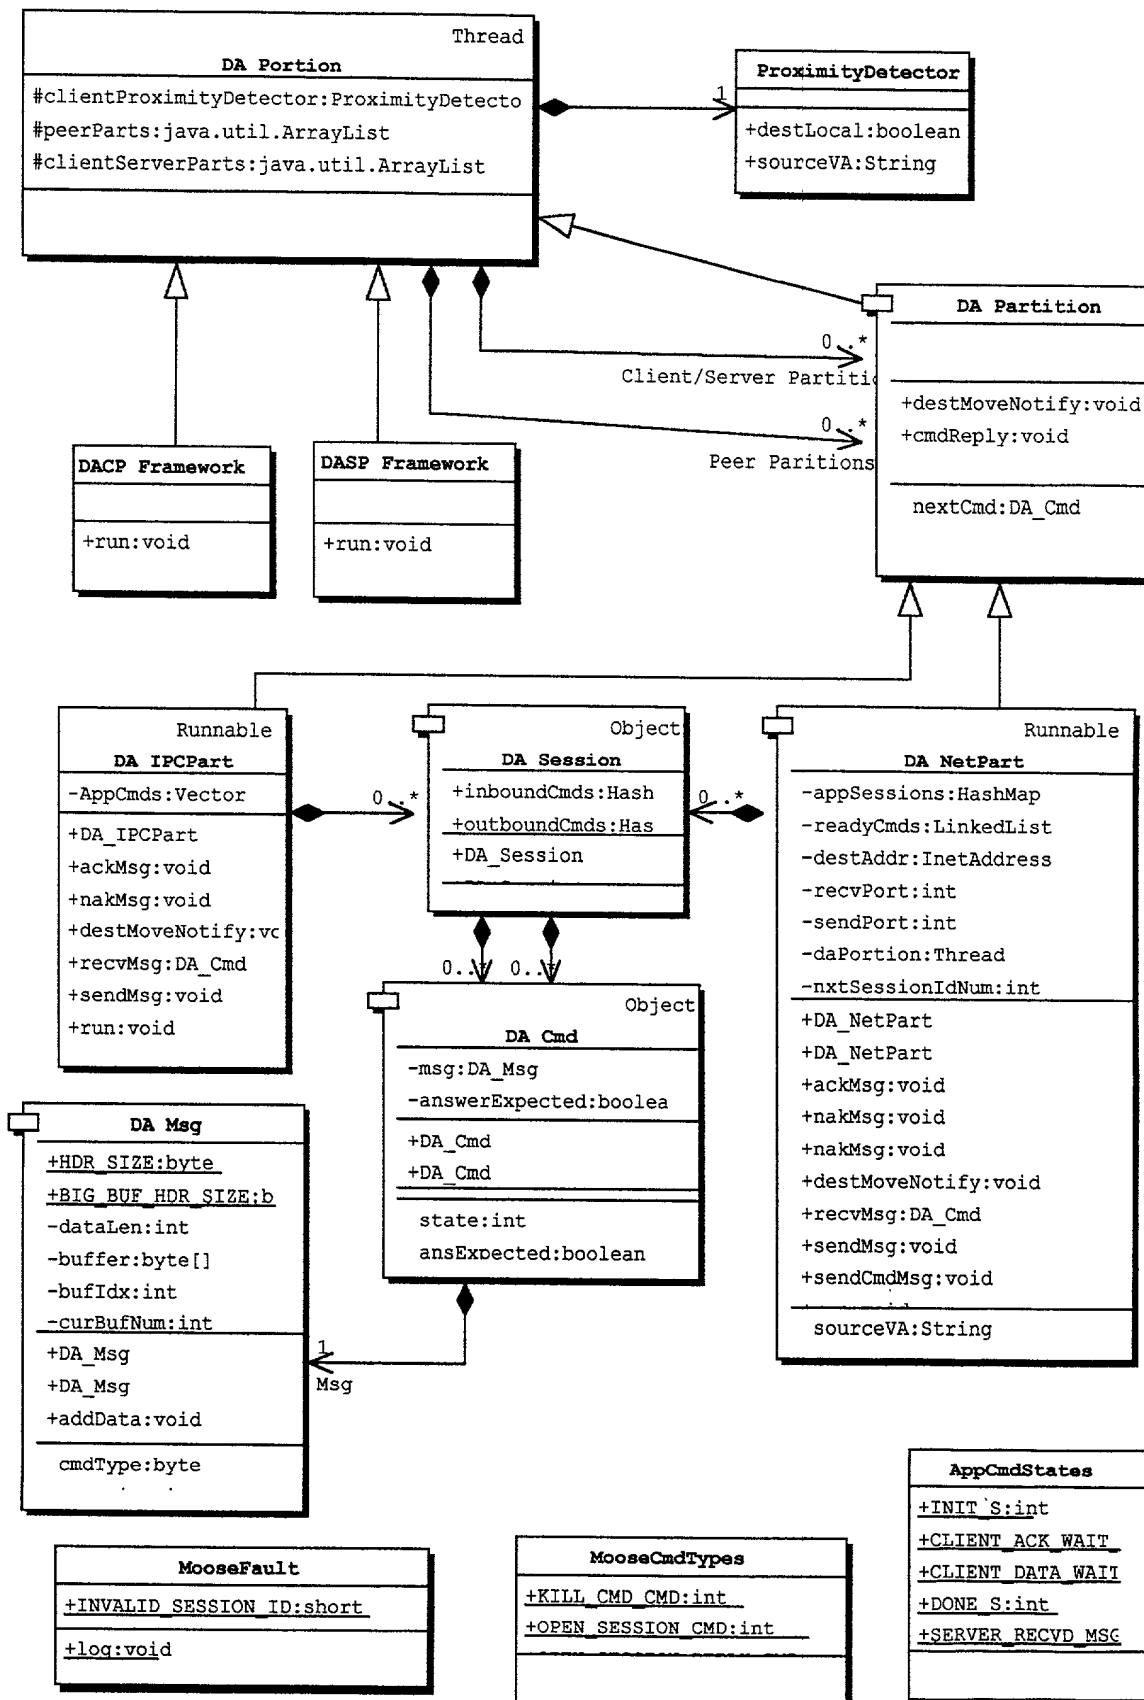 Thread
DA Portion
#clientProximityDetector:ProximityDetecto
#peerParts:java.util.ArrayList
#clientServerParts:java.util.ArrayList
1
ProximityDetector
+destLocal:boolean
+sourceVA:String
DA Partition
+destMoveNotify:void
+cmdReply:void
nextCmd:DA_Cmd
0..*
Client/Server Partiti
0..*
Peer Paritions
DACP Framework
+run:void
DASP Framework
+run:void
Runnable
DA IPCPart
-AppCmds:Vector
+DA_IPCPart
+ackMsg:void
+nakMsg:void
+destMoveNotify:vo
+recvMsg:DA_Cmd
+sendMsg:void
+run:void
0..*
Object
DA Session
+inboundCmds:Hash
+outboundCmds:Has
+DA_Session
0..*
Runnable
DA NetPart
-appSessions:HashMap
-readyCmds:LinkedList
-destAddr:InetAddress
-recvPort:int
-sendPort:int
-daPortion:Thread
-nxtSessionIdNum:int
+DA_NetPart
+DA_NetPart
+ackMsg:void
+nakMsg:void
+nakMsg:void
+destMoveNotify:void
+recvMsg:DA_Cmd
+sendMsg:void
+sendCmdMsg:void
sourceVA:String
0..* 0..*
Object
DA Cmd
-msg:DA_Msg
-answerExpected:boolea
+DA_Cmd
+DA_Cmd
state:int
ansExpected:boolean
DA Msg
+HDR_SIZE:byte
+BIG_BUF_HDR_SIZE:b
-dataLen:int
-buffer:byte[]
-bufIdx:int
-curBufNum:int
+DA_Msg
+DA_Msg
+addData:void
cmdType:byte
1
Msg
MooseFault
+INVALID_SESSION_ID:short
+log:void
MooseCmdTypes
+KILL_CMD_CMD:int
+OPEN_SESSION_CMD:int
AppCmdStates
+INIT_S:int
+CLIENT_ACK_WAIT_
+CLIENT_DATA_WAIT
+DONE_S:int
+SERVER_RECVD_MSG